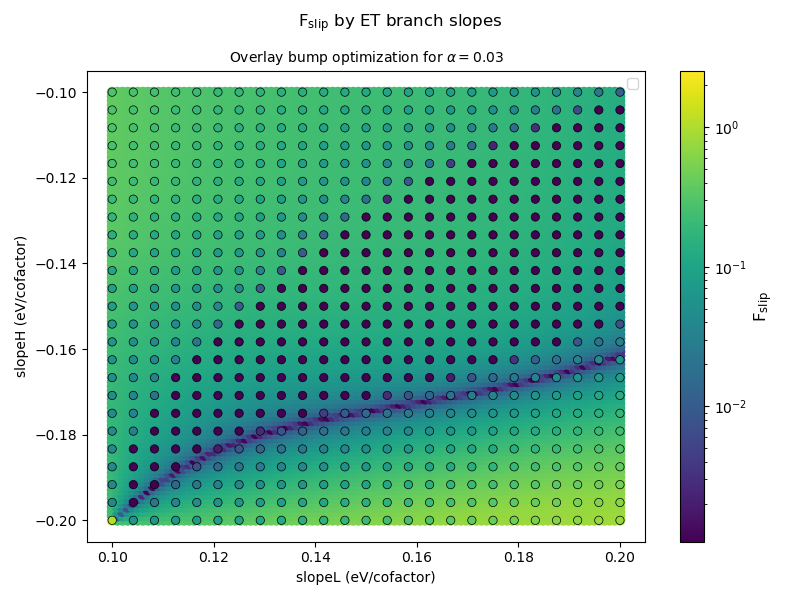 F_slip by ET branch slopes
Overlay bump optimization for α = 0.03
−0.10
−0.12
−0.14
−0.16
−0.18
−0.20
slopeH (eV/cofactor)
0.10 0.12 0.14 0.16 0.18 0.20
slopeL (eV/cofactor)
10^0
10^−1
10^−2
F_slip